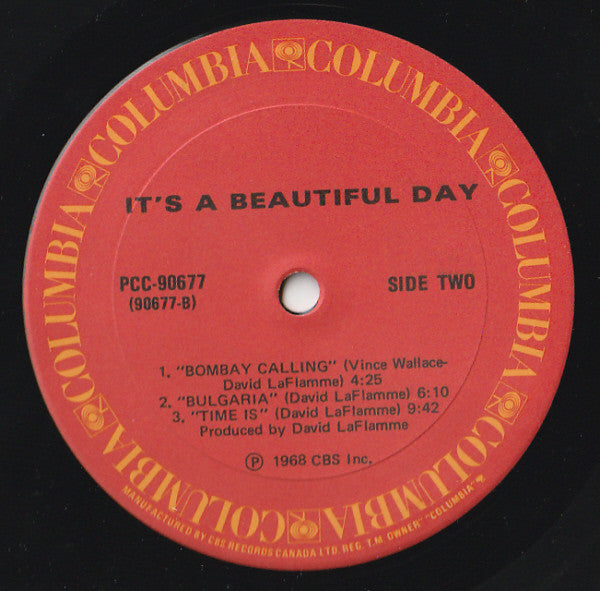 COLUMBIA COLUMBIA COLUMBIA COLUMBIA COLUMBIA COLUMBIA
IT'S A BEAUTIFUL DAY
PCC-90677
(90677-B)
SIDE TWO
1. "BOMBAY CALLING" (Vince Wallace-
David LaFlamme) 4:25
2. "BULGARIA" (David LaFlamme) 6:10
3. "TIME IS" (David LaFlamme) 9:42
Produced by David LaFlamme
Ⓟ 1968 CBS Inc.
MANUFACTURED BY CBS RECORDS CANADA LTD. REG. T.M. OWNER "COLUMBIA"